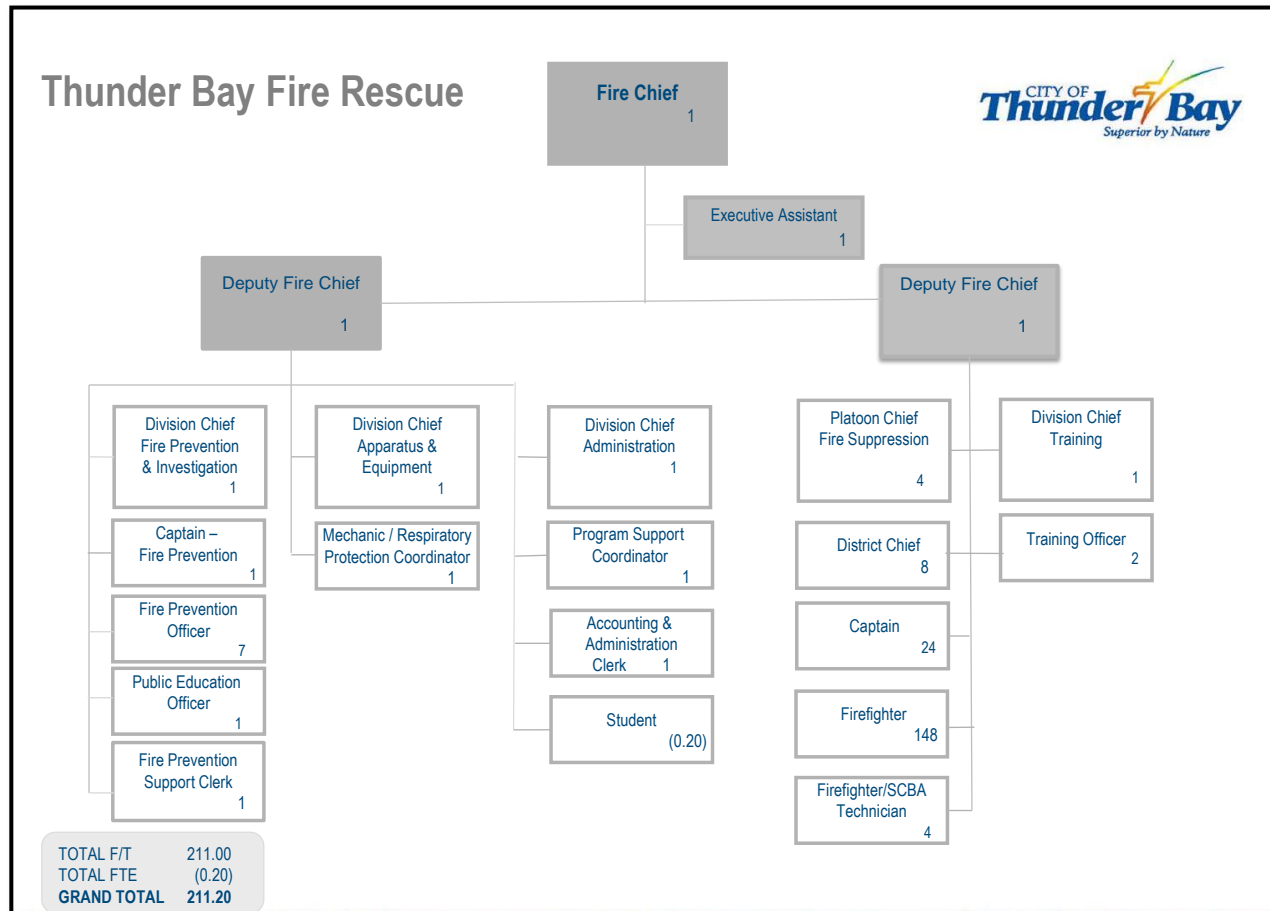 Thunder Bay Fire Rescue
Fire Chief
1
CITY OF
Thunder Bay
Superior by Nature
Executive Assistant
1
Deputy Fire Chief
1
Deputy Fire Chief
1
Division Chief
Fire Prevention
& Investigation
1
Captain –
Fire Prevention
1
Fire Prevention
Officer
7
Public Education
Officer
1
Fire Prevention
Support Clerk
1
Division Chief
Apparatus &
Equipment
1
Mechanic / Respiratory
Protection Coordinator
1
Division Chief
Administration
1
Program Support
Coordinator
1
Accounting &
Administration
Clerk 1
Student
(0.20)
Platoon Chief
Fire Suppression
4
District Chief
8
Captain
24
Firefighter
148
Firefighter/SCBA
Technician
4
Division Chief
Training
1
Training Officer
2
TOTAL F/T 211.00
TOTAL FTE (0.20)
GRAND TOTAL 211.20